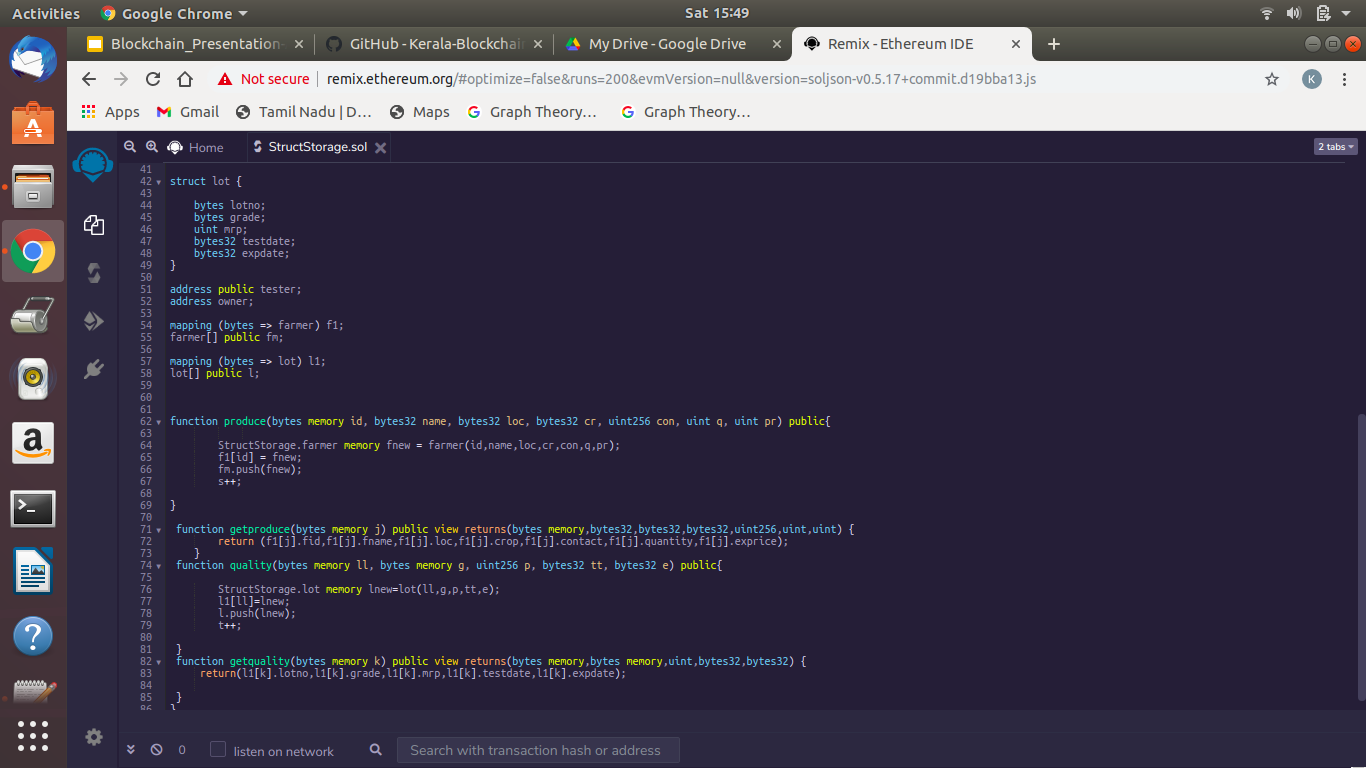 Activities Google Chrome Sat 15:49
Blockchain_Presentation- GitHub - Kerala-Blockchain My Drive - Google Drive Remix - Ethereum IDE
Not secure remix.ethereum.org/#optimize=false&runs=200&evmVersion=null&version=soljson-v0.5.17+commit.d19bba13.js K
Apps Gmail Tamil Nadu | D... Maps Graph Theory... Graph Theory...
Home StructStorage.sol 2 tabs
41
42 struct lot {
43
44 bytes lotno;
45 bytes grade;
46 uint mrp;
47 bytes32 testdate;
48 bytes32 expdate;
49 }
50
51 address public tester;
52 address owner;
53
54 mapping (bytes => farmer) f1;
55 farmer[] public fm;
56
57 mapping (bytes => lot) l1;
58 lot[] public l;
59
60
61
62 function produce(bytes memory id, bytes32 name, bytes32 loc, bytes32 cr, uint256 con, uint q, uint pr) public{
63
64 StructStorage.farmer memory fnew = farmer(id,name,loc,cr,con,q,pr);
65 f1[id] = fnew;
66 fm.push(fnew);
67 s++;
68
69 }
70
71 function getproduce(bytes memory j) public view returns(bytes memory,bytes32,bytes32,bytes32,uint256,uint,uint) {
72 return (f1[j].fid,f1[j].fname,f1[j].loc,f1[j].crop,f1[j].contact,f1[j].quantity,f1[j].exprice);
73 }
74 function quality(bytes memory ll, bytes memory g, uint256 p, bytes32 tt, bytes32 e) public{
75
76 StructStorage.lot memory lnew=lot(ll,g,p,tt,e);
77 l1[ll]=lnew;
78 l.push(lnew);
79 t++;
80
81 }
82 function getquality(bytes memory k) public view returns(bytes memory,bytes memory,uint,bytes32,bytes32) {
83 return(l1[k].lotno,l1[k].grade,l1[k].mrp,l1[k].testdate,l1[k].expdate);
84
85 }
86 }
0 listen on network Search with transaction hash or address